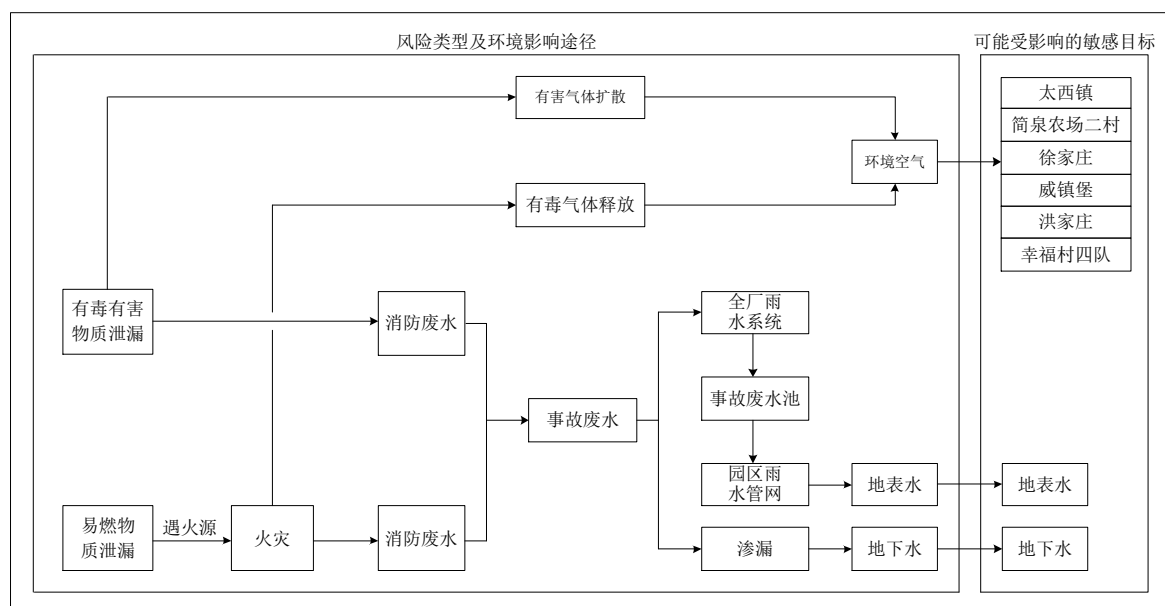 风险类型及环境影响途径
可能受影响的敏感目标
有害气体扩散
环境空气
有毒气体释放
太西镇
简泉农场二村
徐家庄
威镇堡
洪家庄
幸福村四队
有毒有害
物质泄漏
消防废水
全厂雨
水系统
事故废水池
事故废水
园区雨
水管网
地表水
地表水
易燃物
质泄漏
遇火源
火灾
消防废水
渗漏
地下水
地下水